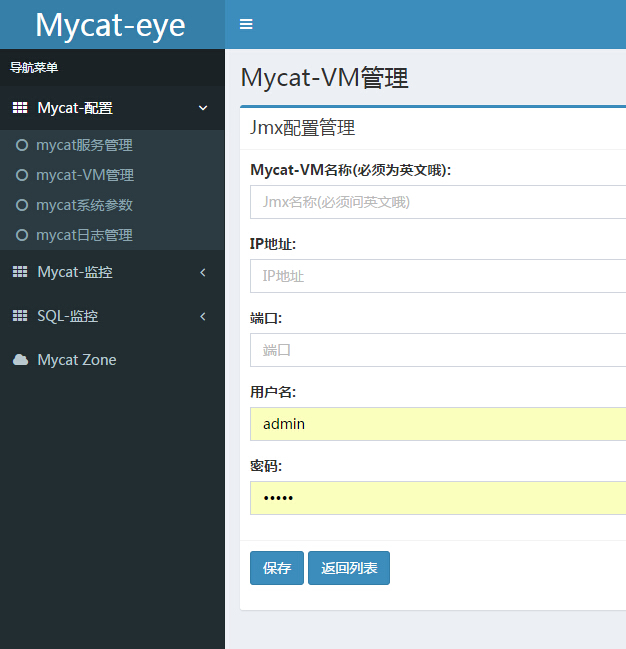 Mycat-eye
导航菜单
Mycat-配置
mycat服务管理
mycat-VM管理
mycat系统参数
mycat日志管理
Mycat-监控
SQL-监控
Mycat Zone
Mycat-VM管理
Jmx配置管理
Mycat-VM名称(必须为英文哦):
Jmx名称(必须问英文哦)
IP地址:
IP地址
端口:
端口
用户名:
admin
密码:
•••••
保存 返回列表